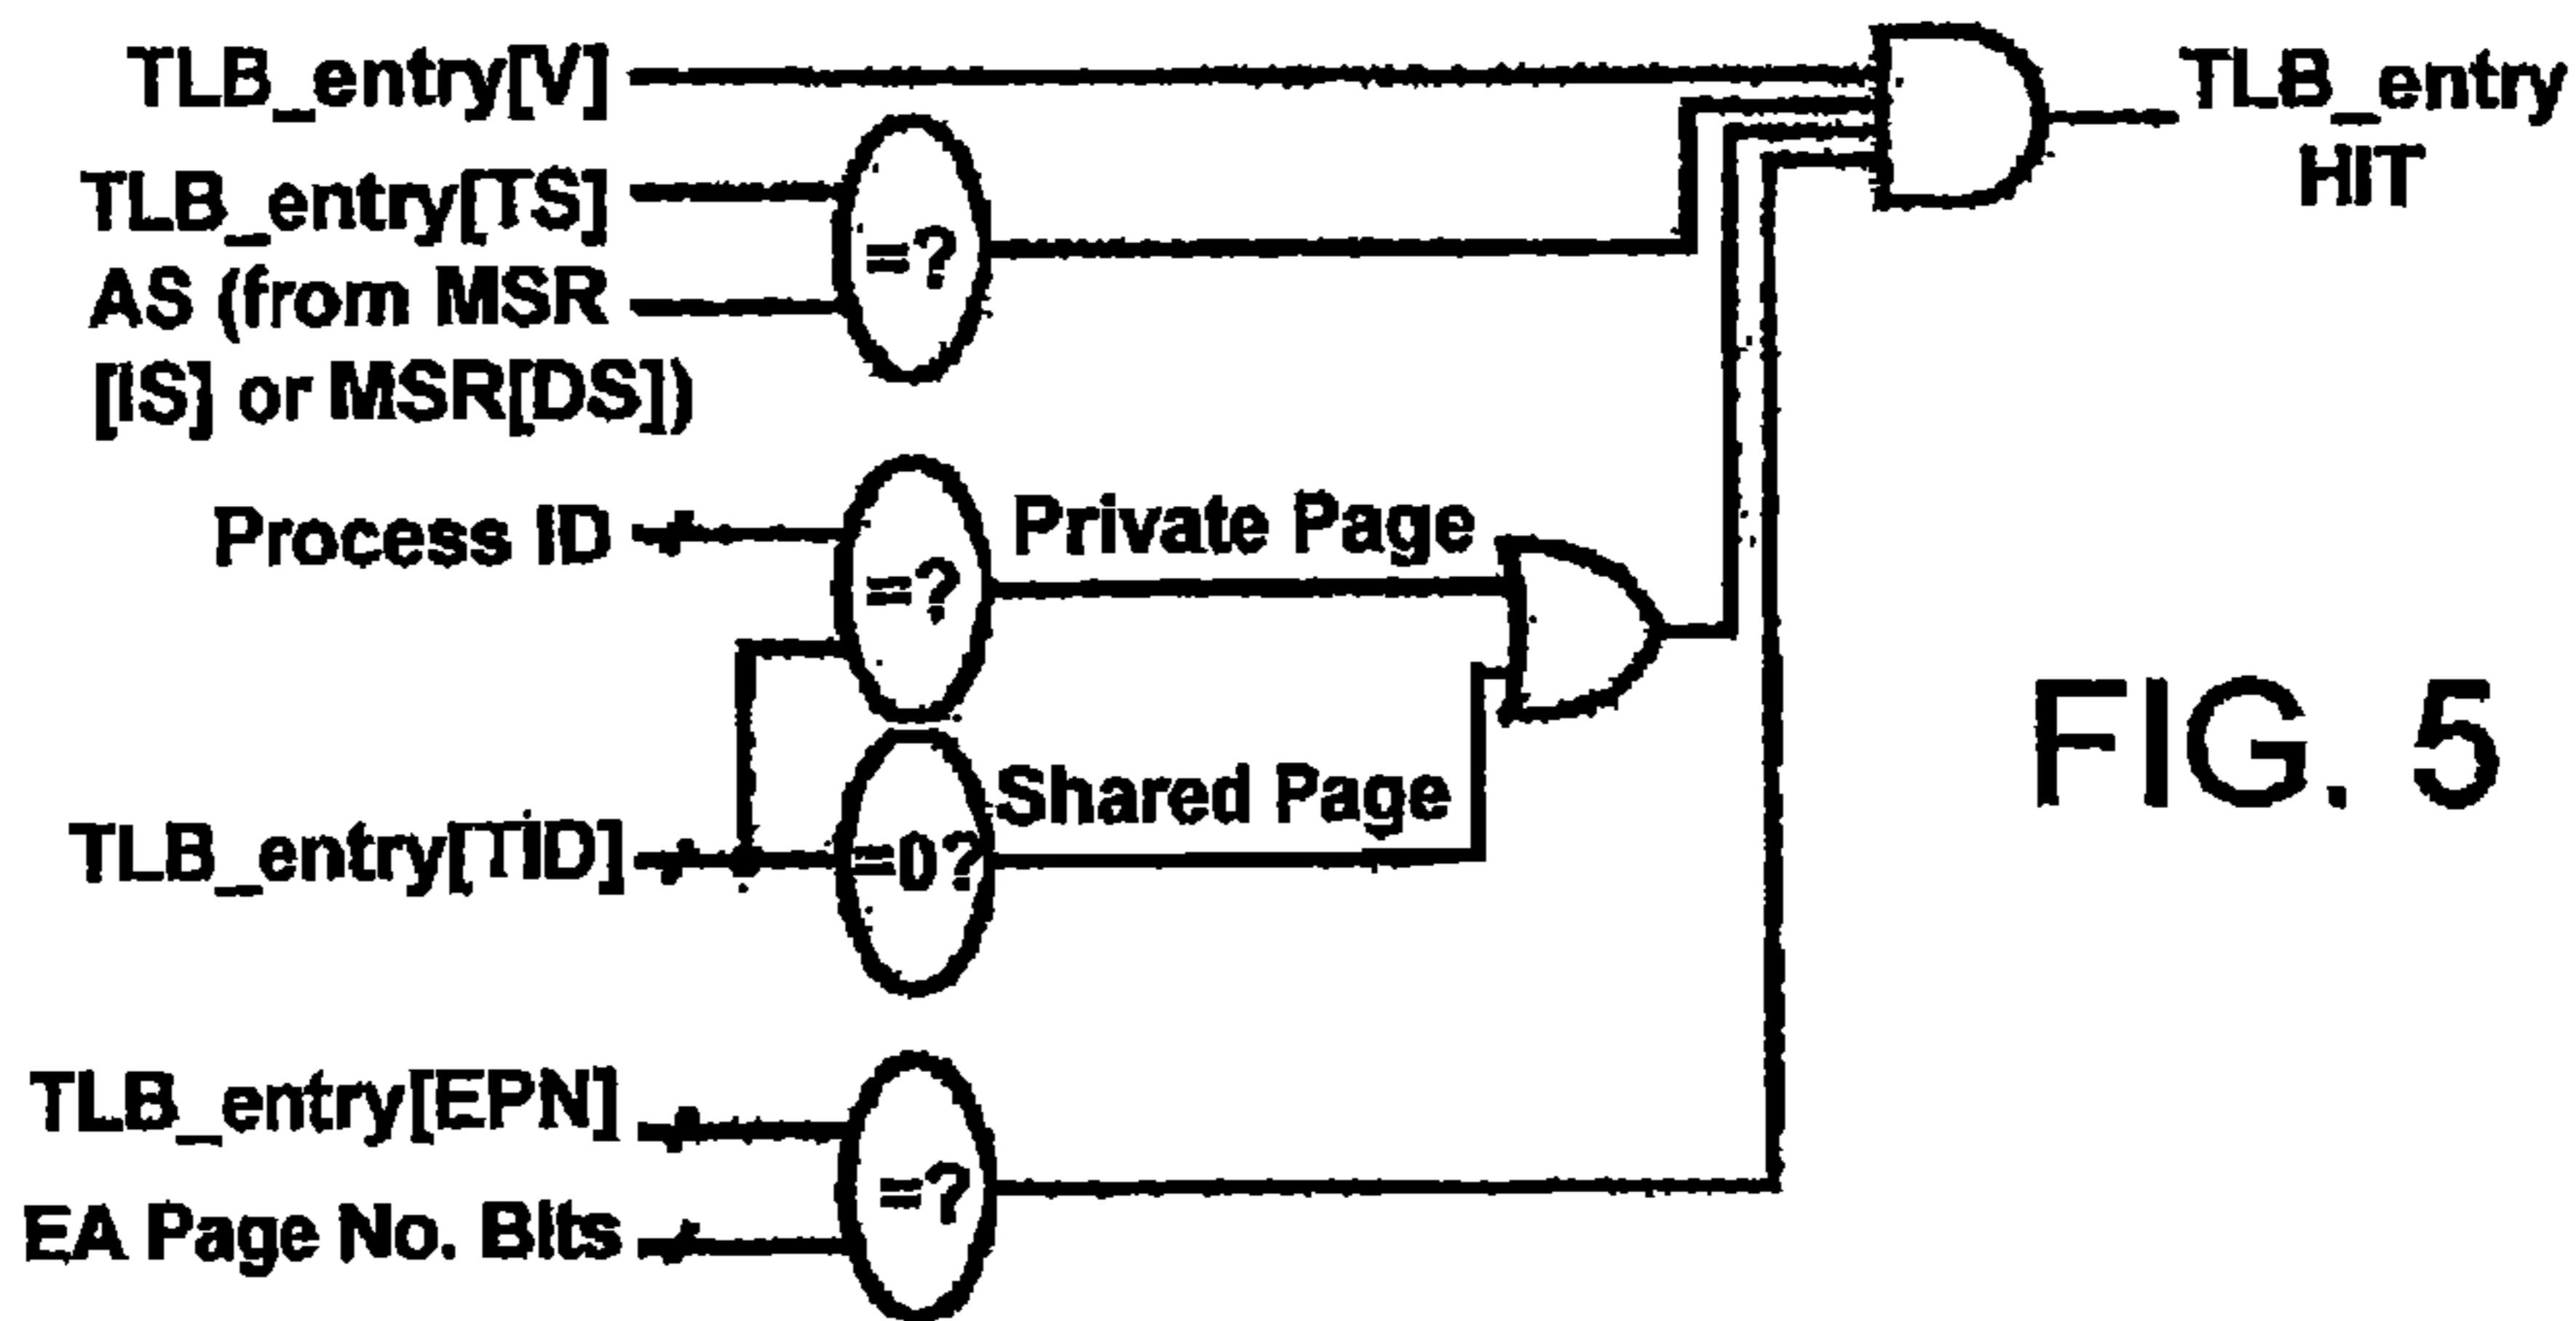 TLB_entry[V]
TLB_entry
HIT
TLB_entry[TS]
=?
AS (from MSR
[IS] or MSR[DS])
Process ID
=?
Private Page
Shared Page
TLB_entry[TID]
=0?
FIG. 5
TLB_entry[EPN]
=?
EA Page No. Bits